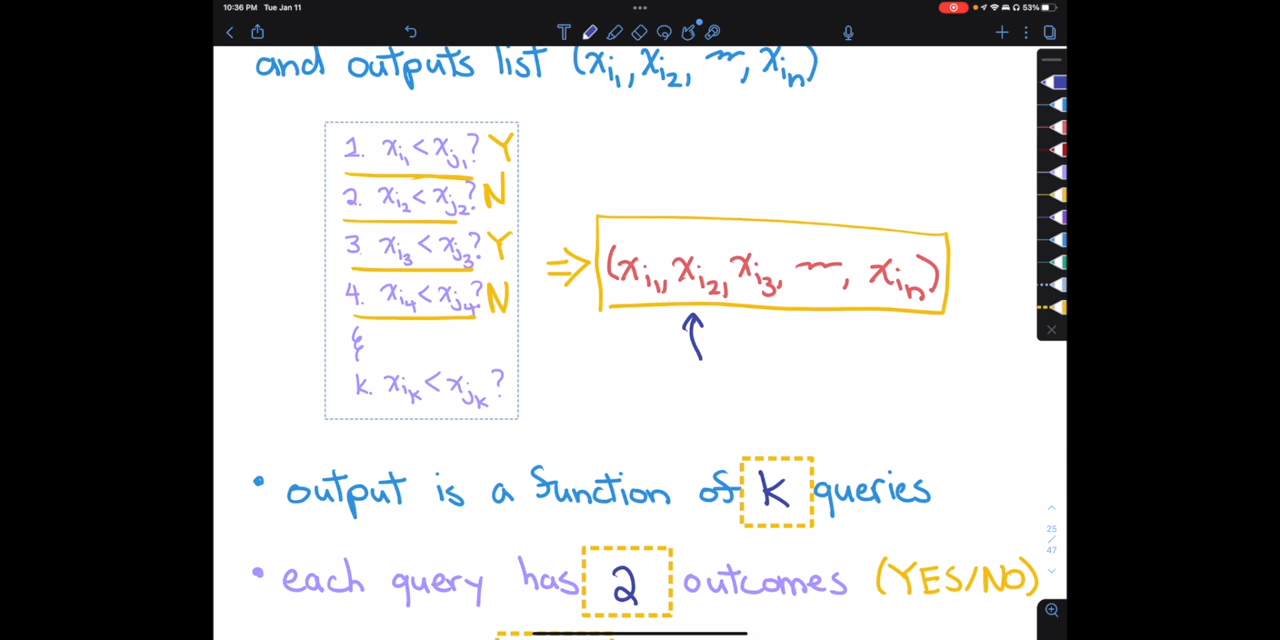 10:36 PM Tue Jan 11
53%
and outputs list (xi₁, xi₂, ~, xiₙ)
1. xi₁ < xj₁? Y
2. xi₂ < xj₂? N
3. xi₃ < xj₃? Y
4. xi₄ < xj₄? N
k. xiₖ < xjₖ?
⇒ (xi₁, xi₂, xi₃, ~, xiₙ)
• output is a function of K queries
• each query has 2 outcomes (YES/NO)
25
/
47